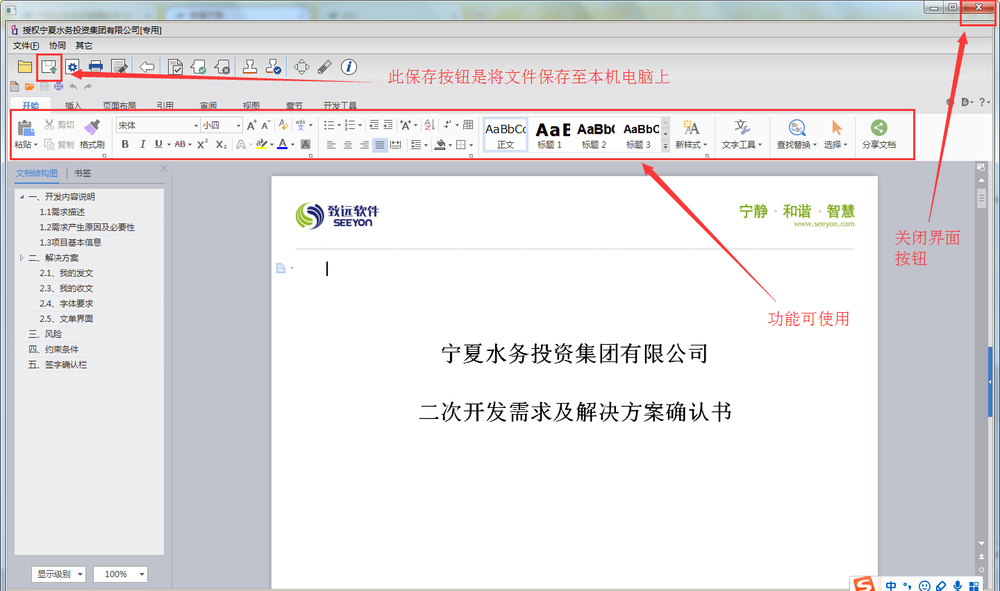 授权宁夏水务投资集团有限公司[专用]
文件(F) 协同 其它
此保存按钮是将文件保存至本机电脑上
开始 插入 页面布局 引用 审阅 视图 章节 开发工具
粘贴 剪切 复制 格式刷
宋体 小四
B I U AB X² X₂ A A A
wén 文
AaBbCc AaB AaBb AaBbC
正文 标题 1 标题 2 标题 3 新样式 文字工具 查找替换 选择 分享文档
文档结构图 书签
一、开发内容说明
1.1需求描述
1.2需求产生原因及必要性
1.3项目基本信息
二、解决方案
2.1、我的发文
2.3、我的收文
2.4、字体要求
2.5、文单界面
三、风险
四、约束条件
五、签字确认栏
显示级别 100%
致远软件
SEEYON
宁静·和谐·智慧
www.seeyon.com
关闭界面
按钮
功能可使用
宁夏水务投资集团有限公司
二次开发需求及解决方案确认书
中